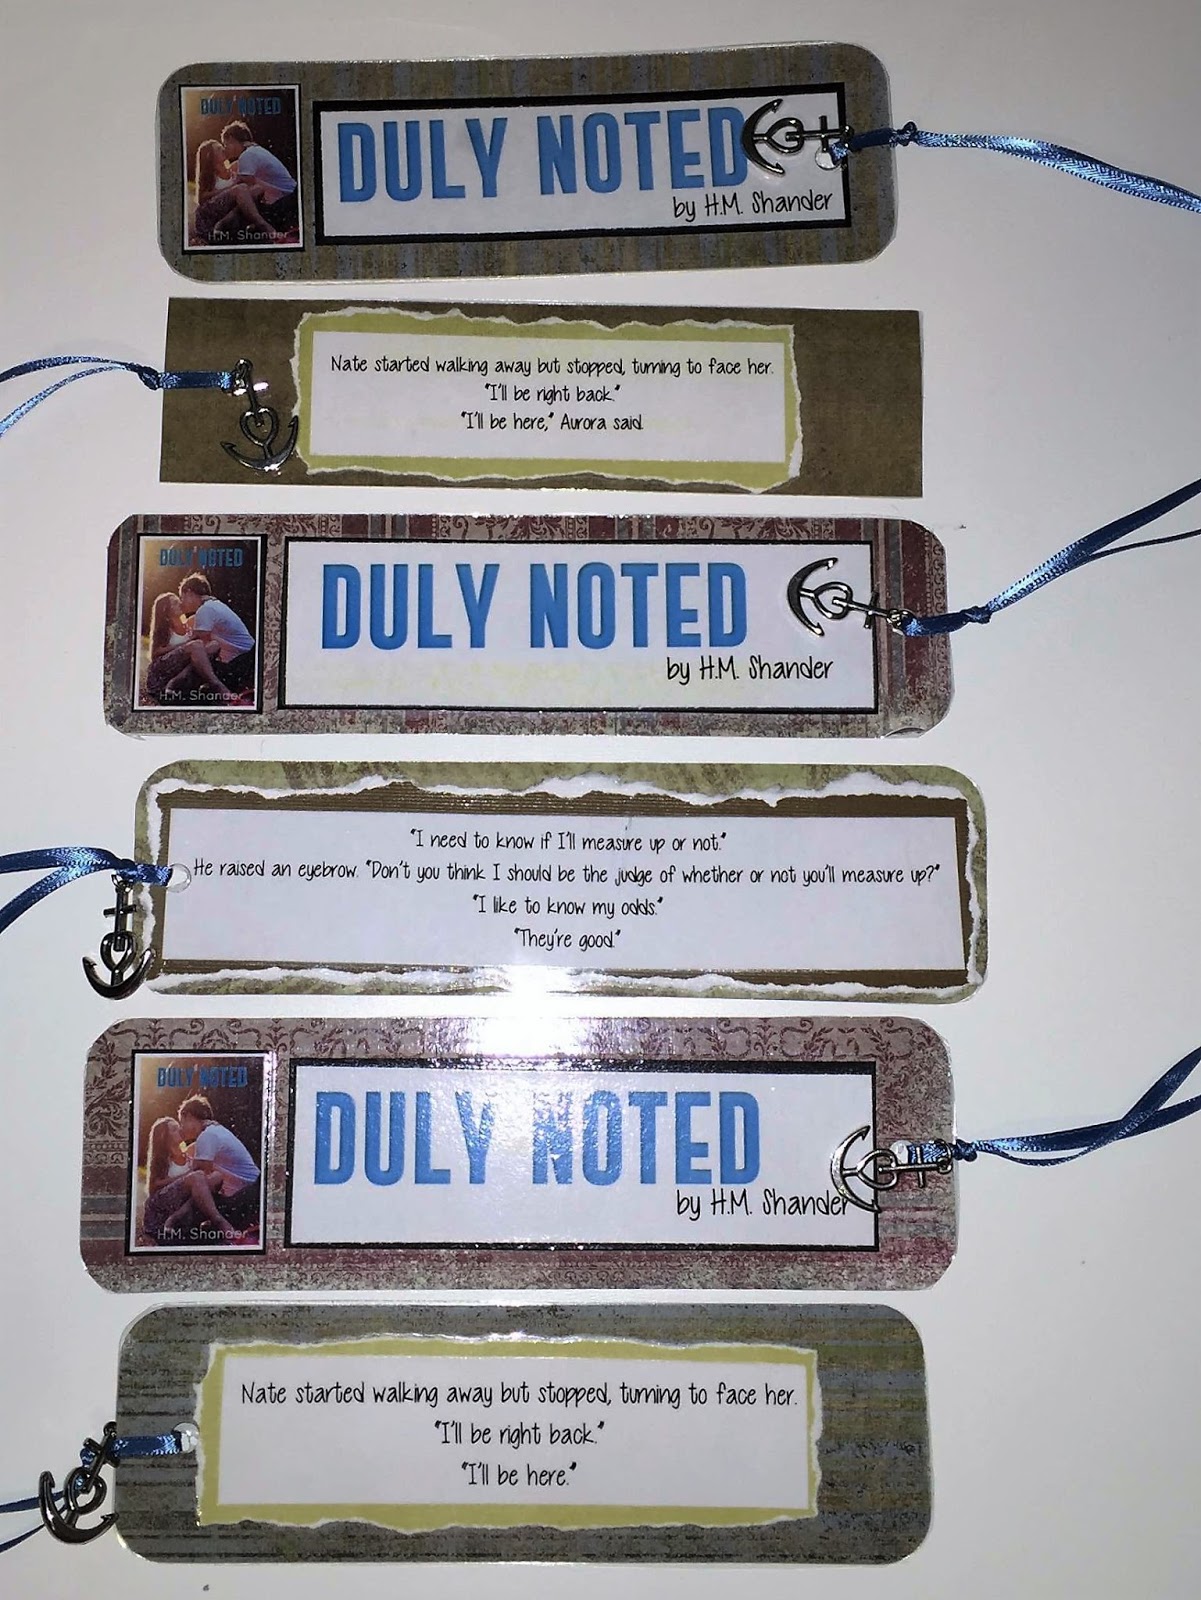 DULY NOTED
H.M. Shander
DULY NOTED
by H.M. Shander
Nate started walking away but stopped, turning to face her.
"I'll be right back."
"I'll be here," Aurora said.
DULY NOTED
H.M. Shander
DULY NOTED
by H.M. Shander
"I need to know if I'll measure up or not."
He raised an eyebrow. "Don't you think I should be the judge of whether or not you'll measure up?"
"I like to know my odds."
"They're good."
DULY NOTED
H.M. Shander
DULY NOTED
by H.M. Shander
Nate started walking away but stopped, turning to face her.
"I'll be right back."
"I'll be here."